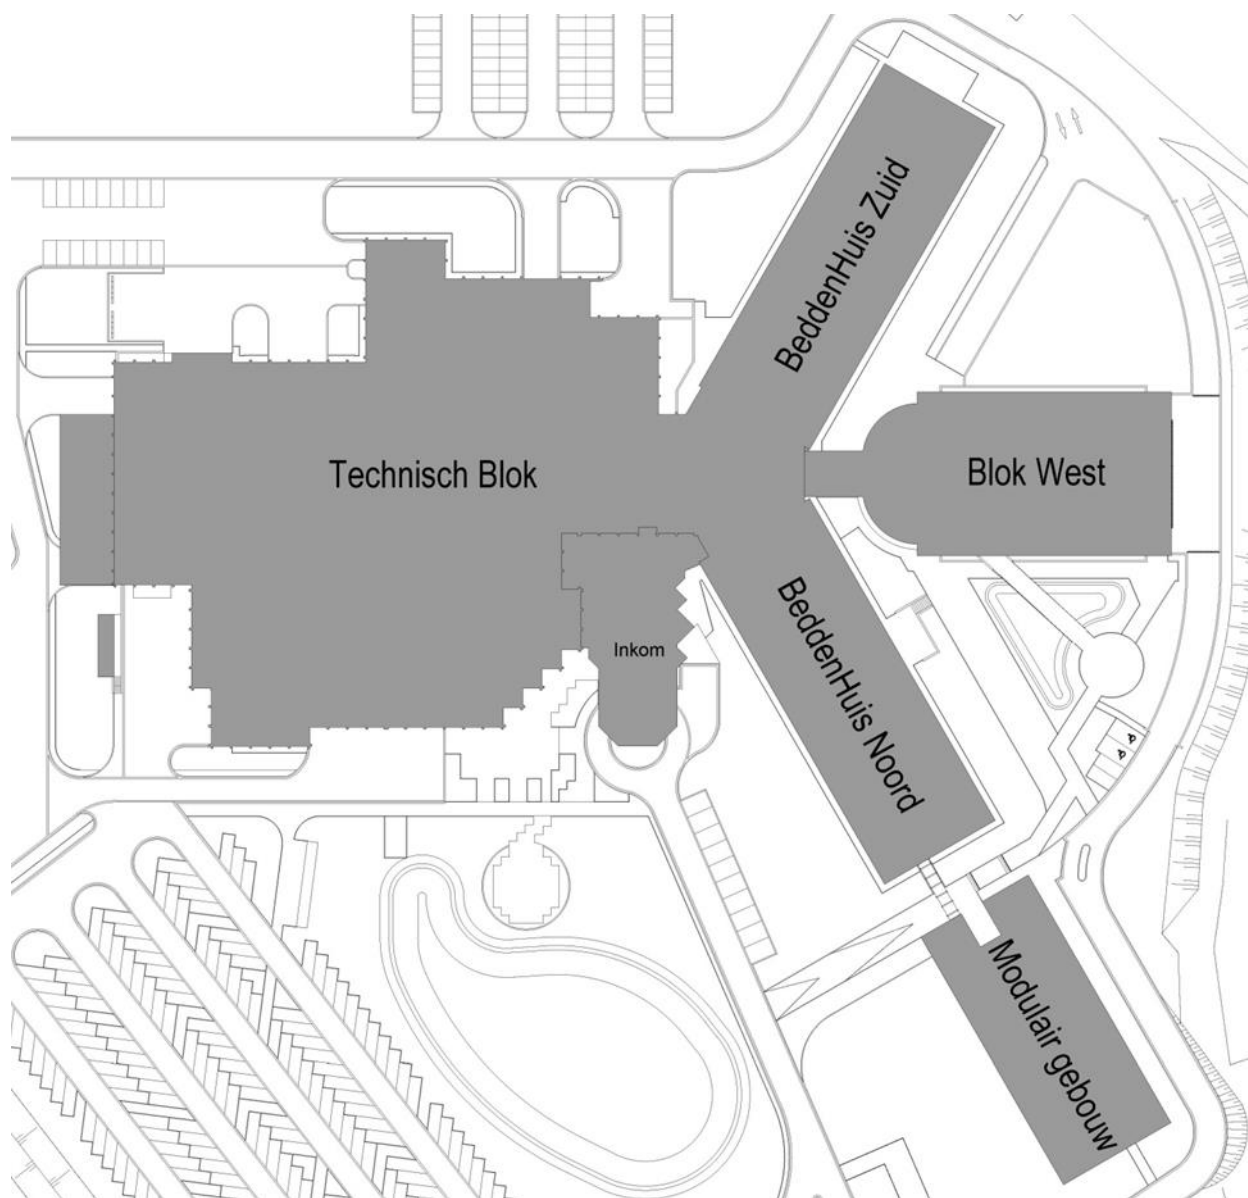 BeddenHuis Zuid
Technisch Blok
Blok West
Inkom
BeddenHuis Noord
Modulair gebouw